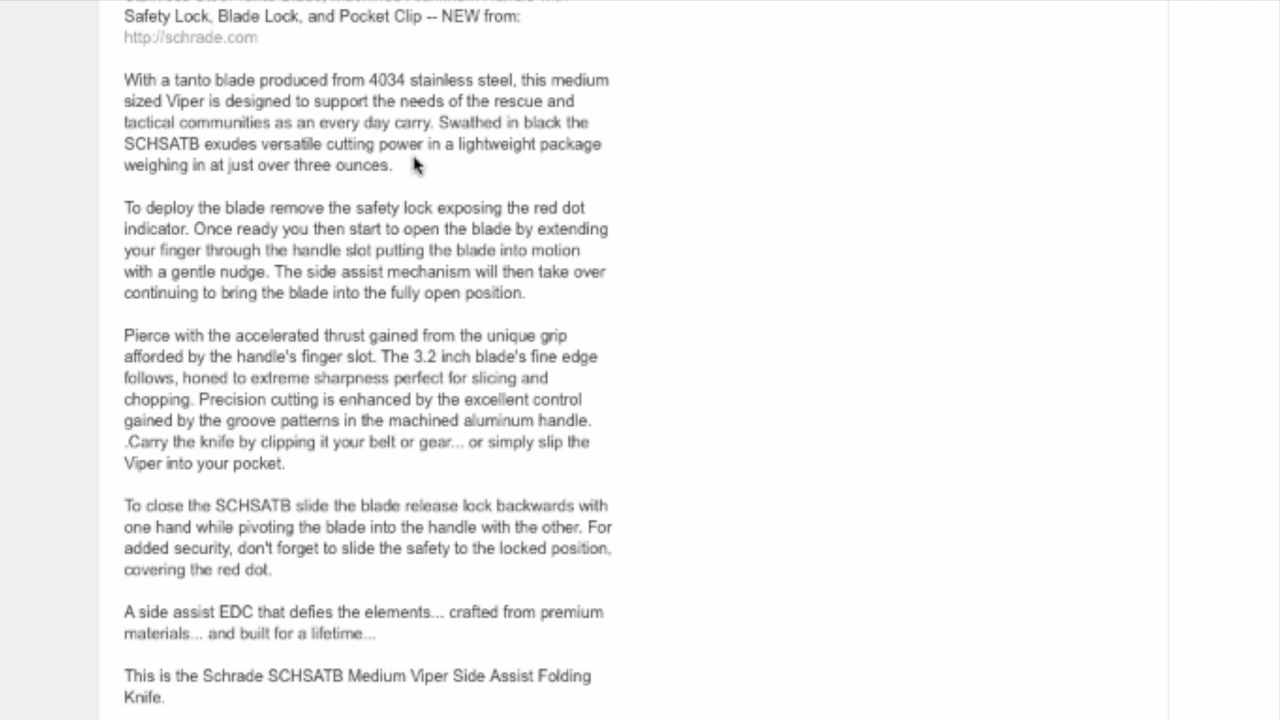 Safety Lock, Blade Lock, and Pocket Clip -- NEW from:
http://schrade.com
With a tanto blade produced from 4034 stainless steel, this medium
sized Viper is designed to support the needs of the rescue and
tactical communities as an every day carry. Swathed in black the
SCHSATB exudes versatile cutting power in a lightweight package
weighing in at just over three ounces.
To deploy the blade remove the safety lock exposing the red dot
indicator. Once ready you then start to open the blade by extending
your finger through the handle slot putting the blade into motion
with a gentle nudge. The side assist mechanism will then take over
continuing to bring the blade into the fully open position.
Pierce with the accelerated thrust gained from the unique grip
afforded by the handle's finger slot. The 3.2 inch blade's fine edge
follows, honed to extreme sharpness perfect for slicing and
chopping. Precision cutting is enhanced by the excellent control
gained by the groove patterns in the machined aluminum handle.
.Carry the knife by clipping it your belt or gear... or simply slip the
Viper into your pocket.
To close the SCHSATB slide the blade release lock backwards with
one hand while pivoting the blade into the handle with the other. For
added security, don't forget to slide the safety to the locked position,
covering the red dot.
A side assist EDC that defies the elements... crafted from premium
materials... and built for a lifetime...
This is the Schrade SCHSATB Medium Viper Side Assist Folding
Knife.